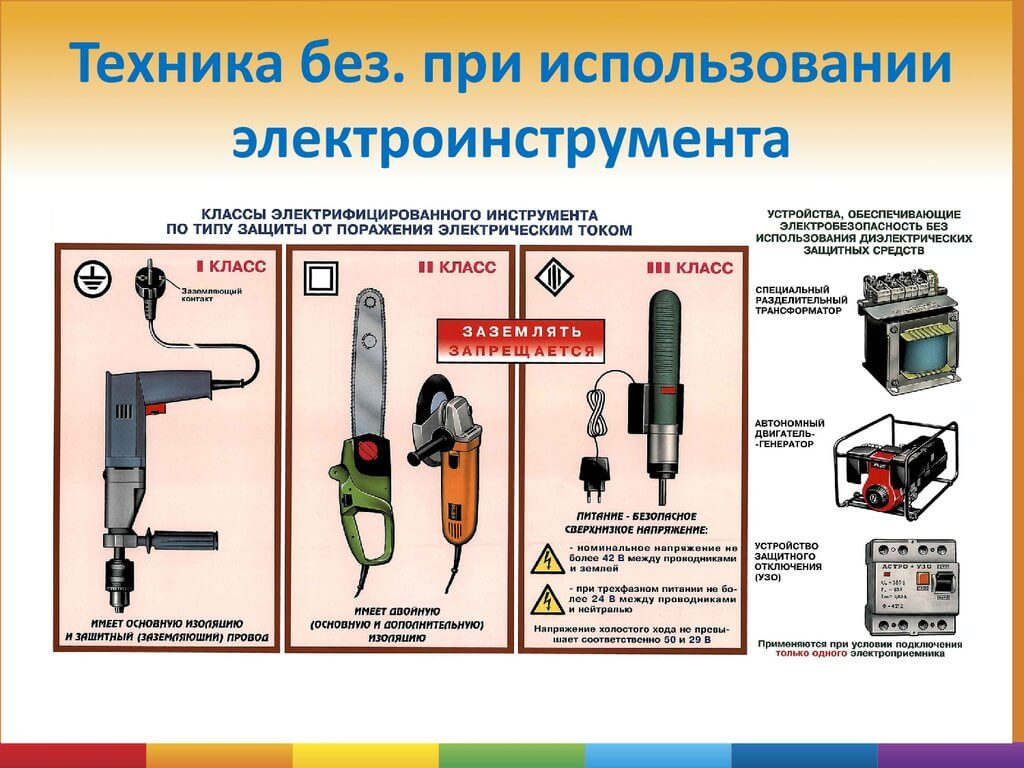 Техника без. при использовании
электроинструмента
КЛАССЫ ЭЛЕКТРИФИЦИРОВАННОГО ИНСТРУМЕНТА
ПО ТИПУ ЗАЩИТЫ ОТ ПОРАЖЕНИЯ ЭЛЕКТРИЧЕСКИМ ТОКОМ
I КЛАСС
Заземляющий
контакт
ИМЕЕТ ОСНОВНУЮ ИЗОЛЯЦИЮ
И ЗАЩИТНЫЙ (ЗАЗЕМЛЯЮЩИЙ) ПРОВОД
II КЛАСС
ЗАЗЕМЛЯТЬ
ЗАПРЕЩАЕТСЯ
ИМЕЕТ ДВОЙНУЮ
(ОСНОВНУЮ И ДОПОЛНИТЕЛЬНУЮ)
ИЗОЛЯЦИЮ
III КЛАСС
ПИТАНИЕ - БЕЗОПАСНОЕ
СВЕРХНИЗКОЕ НАПРЯЖЕНИЕ:
- номинальное напряжение не
более 42 В между проводниками
и землей
- при трехфазном питании не бо-
лее 24 В между проводниками
и нейтралью
Напряжение холостого хода не превы-
шает соответственно 50 и 29 В
УСТРОЙСТВА, ОБЕСПЕЧИВАЮЩИЕ
ЭЛЕКТРОБЕЗОПАСНОСТЬ БЕЗ
ИСПОЛЬЗОВАНИЯ ДИЭЛЕКТРИЧЕСКИХ
ЗАЩИТНЫХ СРЕДСТВ
СПЕЦИАЛЬНЫЙ
РАЗДЕЛИТЕЛЬНЫЙ
ТРАНСФОРМАТОР
АВТОНОМНЫЙ
ДВИГАТЕЛЬ-
-ГЕНЕРАТОР
УСТРОЙСТВО
ЗАЩИТНОГО
ОТКЛЮЧЕНИЯ
(УЗО)
АСТРО УЗО
Применяются при условии подключения
только одного электроприемника